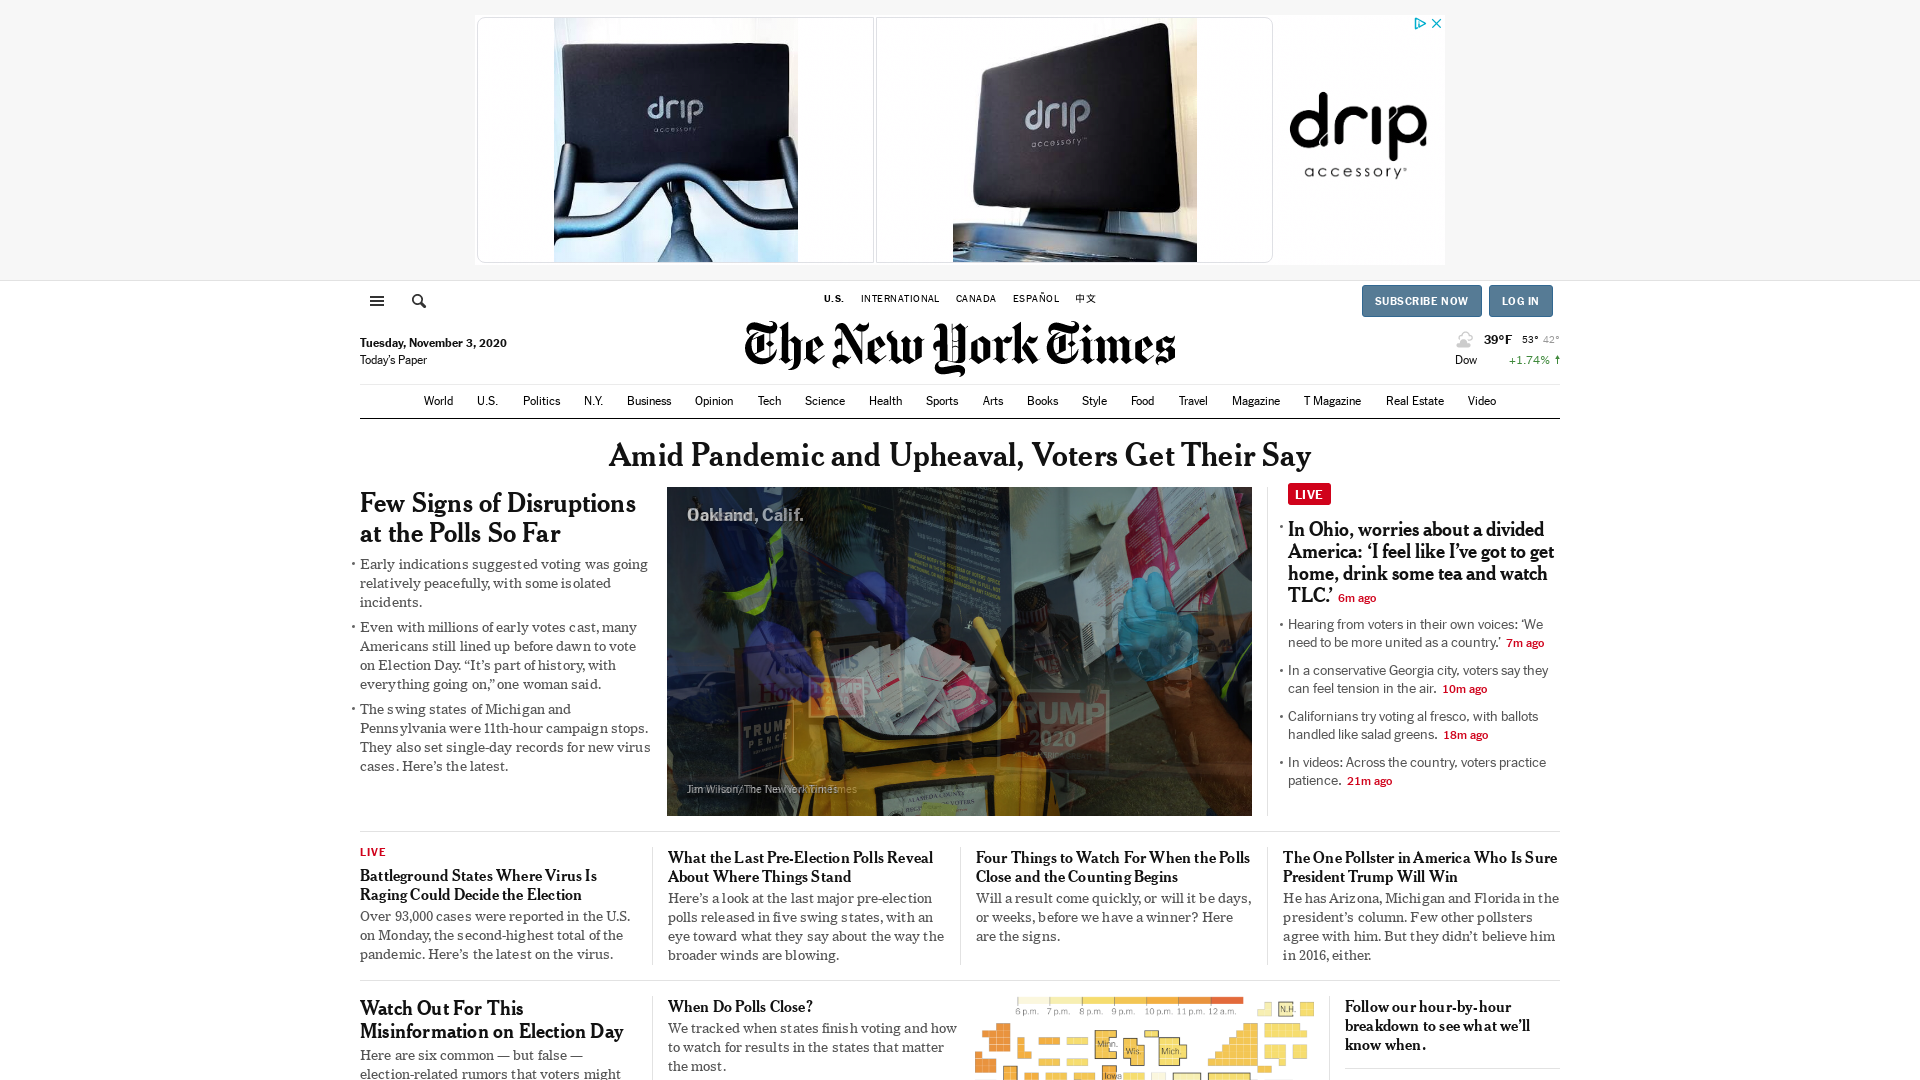 drip
accessory
drip
accessory
drip
accessory
U.S.
INTERNATIONAL
CANADA
ESPAÑOL
中文
SUBSCRIBE NOW
LOG IN
Tuesday, November 3, 2020
Today's Paper
The New York Times
39°F 53° 42°
Dow +1.74% ↑
World U.S. Politics N.Y. Business Opinion Tech Science Health Sports Arts Books Style Food Travel Magazine T Magazine Real Estate Video
Amid Pandemic and Upheaval, Voters Get Their Say
Few Signs of Disruptions
at the Polls So Far
• Early indications suggested voting was going
relatively peacefully, with some isolated
incidents.
• Even with millions of early votes cast, many
Americans still lined up before dawn to vote
on Election Day. “It’s part of history, with
everything going on,” one woman said.
• The swing states of Michigan and
Pennsylvania were 11th-hour campaign stops.
They also set single-day records for new virus
cases. Here’s the latest.
Oakland, Calif.
TRUMP
PENCE
TRUMP
2020
Jim Wilson/The New York Times
LIVE
• In Ohio, worries about a divided
America: ‘I feel like I’ve got to get
home, drink some tea and watch
TLC.’ 6m ago
• Hearing from voters in their own voices: ‘We
need to be more united as a country.’ 7m ago
• In a conservative Georgia city, voters say they
can feel tension in the air. 10m ago
• Californians try voting al fresco, with ballots
handled like salad greens. 18m ago
• In videos: Across the country, voters practice
patience. 21m ago
LIVE
Battleground States Where Virus Is
Raging Could Decide the Election
Over 93,000 cases were reported in the U.S.
on Monday, the second-highest total of the
pandemic. Here’s the latest on the virus.
What the Last Pre-Election Polls Reveal
About Where Things Stand
Here’s a look at the last major pre-election
polls released in five swing states, with an
eye toward what they say about the way the
broader winds are blowing.
Four Things to Watch For When the Polls
Close and the Counting Begins
Will a result come quickly, or will it be days,
or weeks, before we have a winner? Here
are the signs.
The One Pollster in America Who Is Sure
President Trump Will Win
He has Arizona, Michigan and Florida in the
president’s column. Few other pollsters
agree with him. But they didn’t believe him
in 2016, either.
Watch Out For This
Misinformation on Election Day
Here are six common — but false —
election-related rumors that voters might
When Do Polls Close?
We tracked when states finish voting and how
to watch for results in the states that matter
the most.
6 p.m. 7 p.m. 8 p.m. 9 p.m. 10 p.m. 11 p.m. 12 a.m.
N.H.
Minn.
Wis.
Mich.
Iowa
Follow our hour-by-hour
breakdown to see what we’ll
know when.